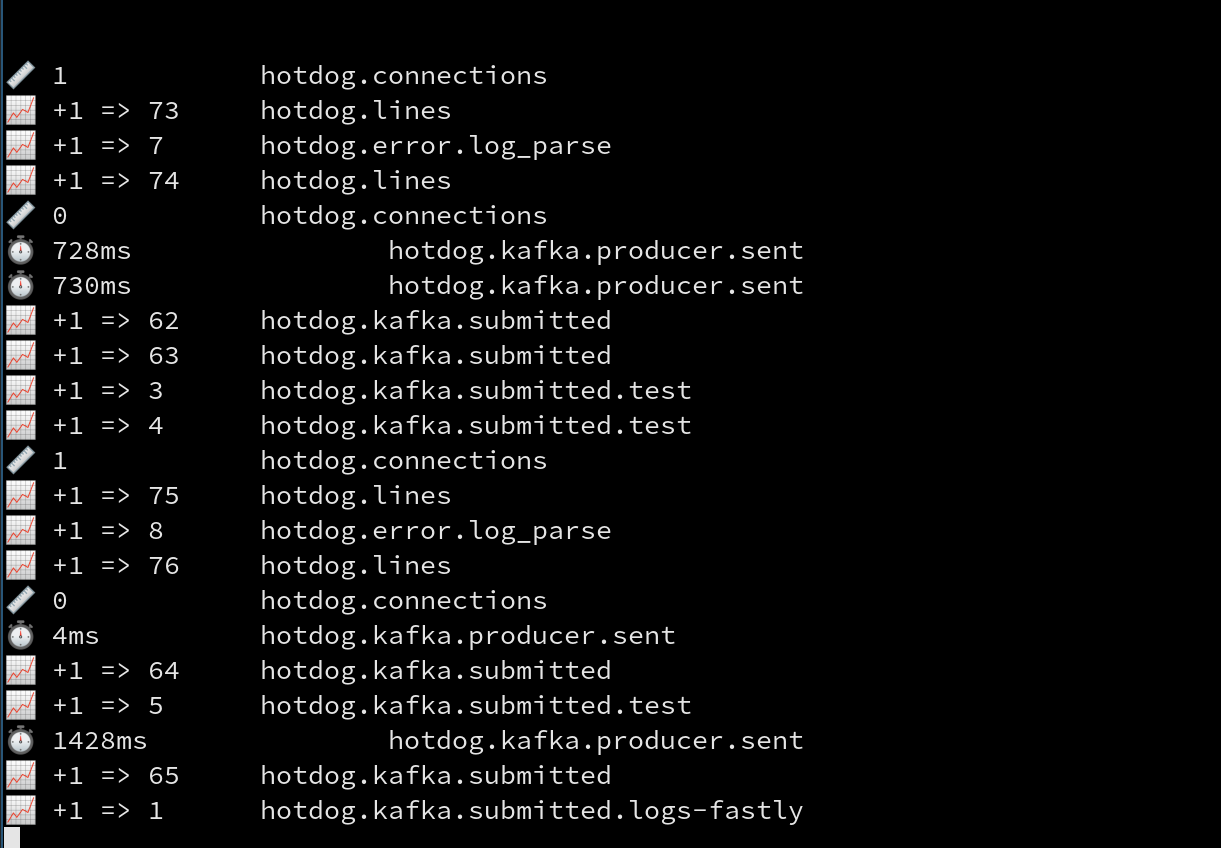 1 hotdog.connections
+1 => 73 hotdog.lines
+1 => 7 hotdog.error.log_parse
+1 => 74 hotdog.lines
0 hotdog.connections
728ms hotdog.kafka.producer.sent
730ms hotdog.kafka.producer.sent
+1 => 62 hotdog.kafka.submitted
+1 => 63 hotdog.kafka.submitted
+1 => 3 hotdog.kafka.submitted.test
+1 => 4 hotdog.kafka.submitted.test
1 hotdog.connections
+1 => 75 hotdog.lines
+1 => 8 hotdog.error.log_parse
+1 => 76 hotdog.lines
0 hotdog.connections
4ms hotdog.kafka.producer.sent
+1 => 64 hotdog.kafka.submitted
+1 => 5 hotdog.kafka.submitted.test
1428ms hotdog.kafka.producer.sent
+1 => 65 hotdog.kafka.submitted
+1 => 1 hotdog.kafka.submitted.logs-fastly